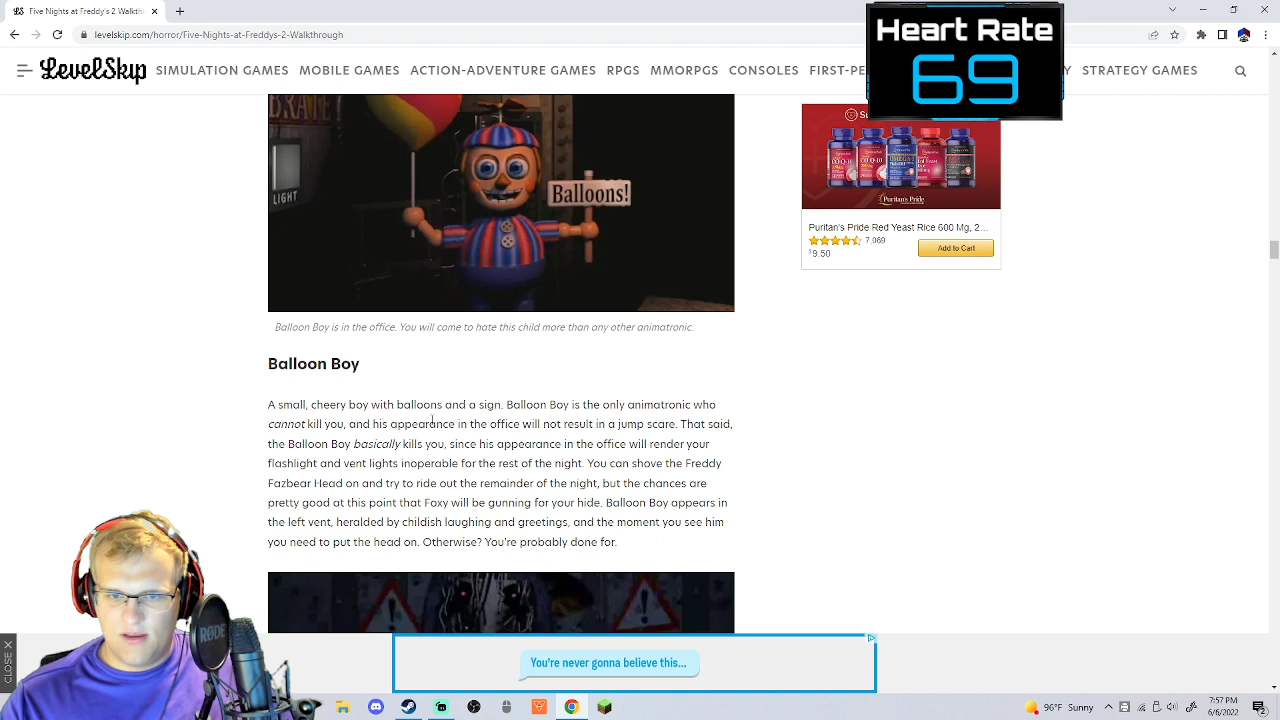 Five Nights at Freddy's 2 Walkth
levelskip.com
Heart Rate
69
LevelSkip SIMULATION GAMES MOBILE GAMES ACTION-ADVENTURE GAMES RPGS MMORPGS CONSOLES FIRST-PE Y STRATEGY GAMES
IGHT
Balloons!
Puritan's Pride
Puritan's Pride Red Yeast Rice 600 Mg, 2...
7,069
$9.50
Add to Cart
Balloon Boy is in the office. You will come to hate this child more than any other animatronic.
Balloon Boy
A small, cheery boy with balloons and a sign. Balloon Boy is the only animatronic who
cannot kill you, and his appearance in the office will not result in a jump scare. That said,
the Balloon Boy basically kills you, since his appearance in the office will render your
flashlight and vent lights inoperable for the rest of the night. You can shove the Freddy
Fazbear Head on and try to ride out the remainder of the night, but the chances are
pretty good at this point that Foxy will be gunning for your hide. Balloon Boy appears in
the left vent, heralded by childish laughing and greetings, and the moment you see him
you need to put the head on. Otherwise? You're probably done for.
CLOSE
You're never gonna believe this...
RODE
96°F Sunny
7:57 PM
6/6/2022